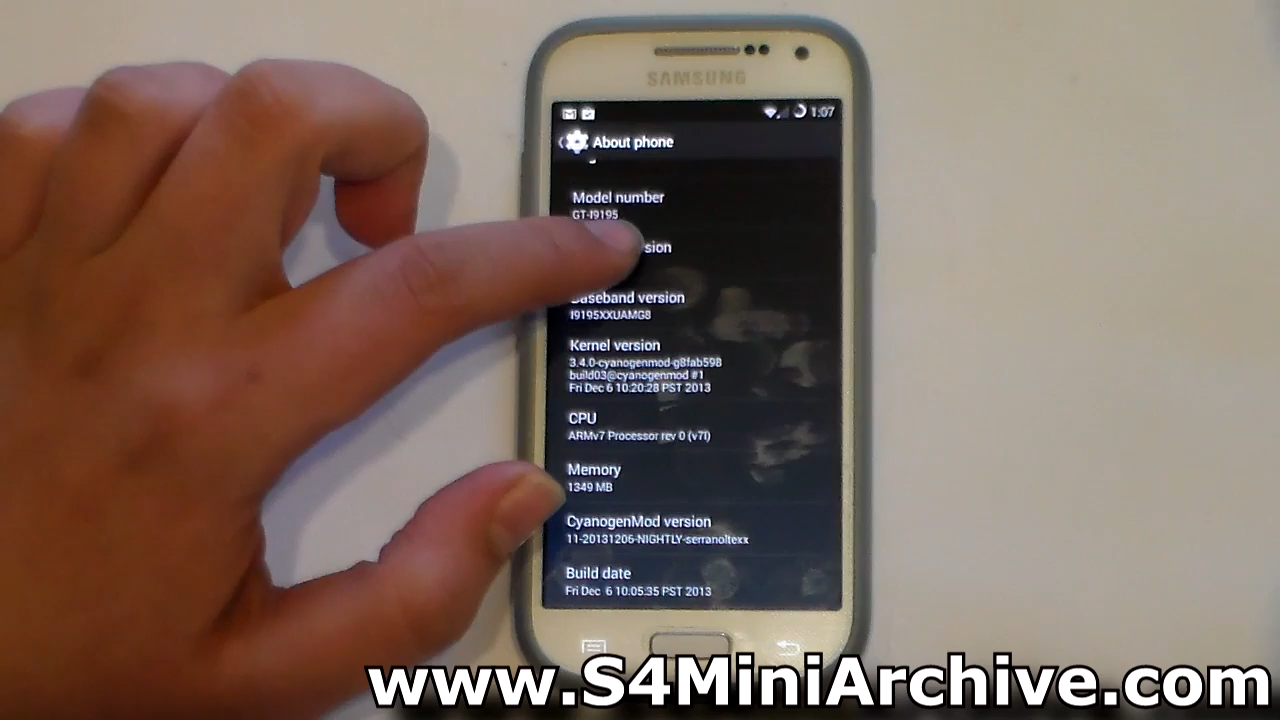 SAMSUNG
1:07
About phone
Model number
GT-I9195
sion
Baseband version
I9195XXUAMG8
Kernel version
3.4.0-cyanogenmod-g8fab598
build03@cyanogenmod #1
Fri Dec 6 10:20:28 PST 2013
CPU
ARMv7 Processor rev 0 (v7l)
Memory
1349 MB
CyanogenMod version
11-20131206-NIGHTLY-serranoltexx
Build date
Fri Dec 6 10:05:35 PST 2013
www.S4MiniArchive.com